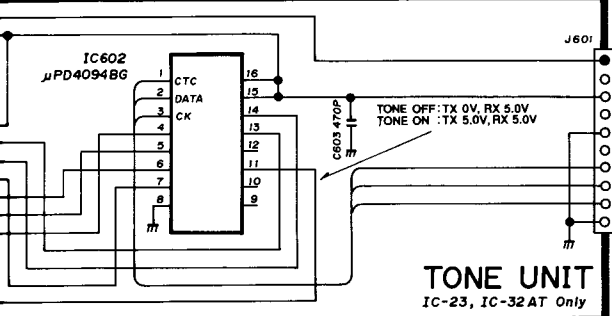 J601
IC602
μPD4094BG
1 CTC 16
2 DATA 15
3 CK 14
4 13
5 12
6 11
7 10
8 9
C603 470P
TONE OFF : TX 0V, RX 5.0V
TONE ON : TX 5.0V, RX 5.0V
TONE UNIT
IC-23, IC-32AT Only